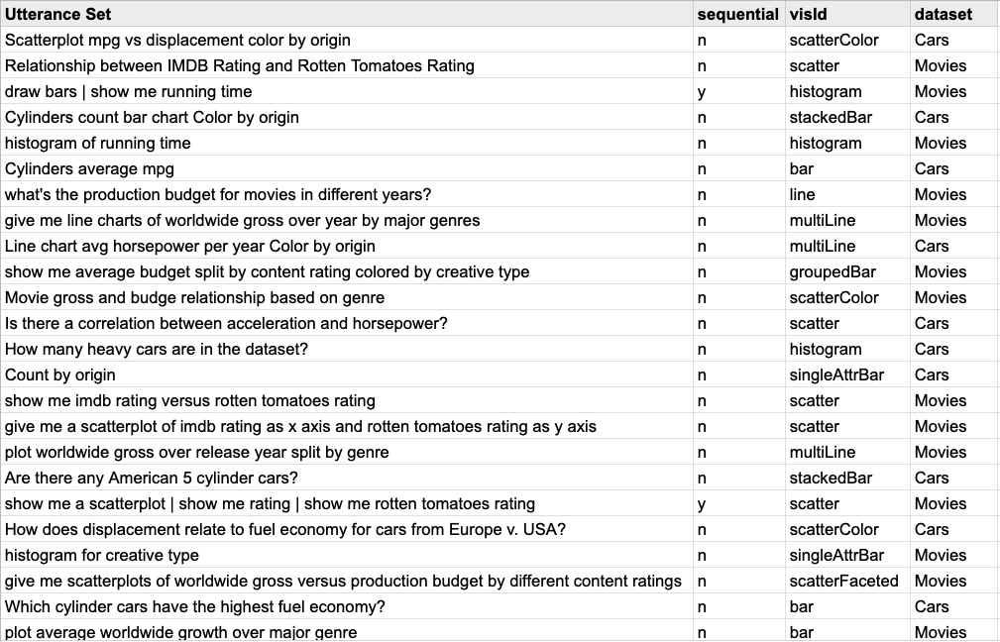 Utterance Set sequential visId dataset
Scatterplot mpg vs displacement color by origin n scatterColor Cars
Relationship between IMDB Rating and Rotten Tomatoes Rating n scatter Movies
draw bars | show me running time y histogram Movies
Cylinders count bar chart Color by origin n stackedBar Cars
histogram of running time n histogram Movies
Cylinders average mpg n bar Cars
what's the production budget for movies in different years? n line Movies
give me line charts of worldwide gross over year by major genres n multiLine Movies
Line chart avg horsepower per year Color by origin n multiLine Cars
show me average budget split by content rating colored by creative type n groupedBar Movies
Movie gross and budge relationship based on genre n scatterColor Movies
Is there a correlation between acceleration and horsepower? n scatter Cars
How many heavy cars are in the dataset? n histogram Cars
Count by origin n singleAttrBar Cars
show me imdb rating versus rotten tomatoes rating n scatter Movies
give me a scatterplot of imdb rating as x axis and rotten tomatoes rating as y axis n scatter Movies
plot worldwide gross over release year split by genre n multiLine Movies
Are there any American 5 cylinder cars? n stackedBar Cars
show me a scatterplot | show me rating | show me rotten tomatoes rating y scatter Movies
How does displacement relate to fuel economy for cars from Europe v. USA? n scatterColor Cars
histogram for creative type n singleAttrBar Movies
give me scatterplots of worldwide gross versus production budget by different content ratings n scatterFaceted Movies
Which cylinder cars have the highest fuel economy? n bar Cars
plot average worldwide growth over major genre n bar Movies